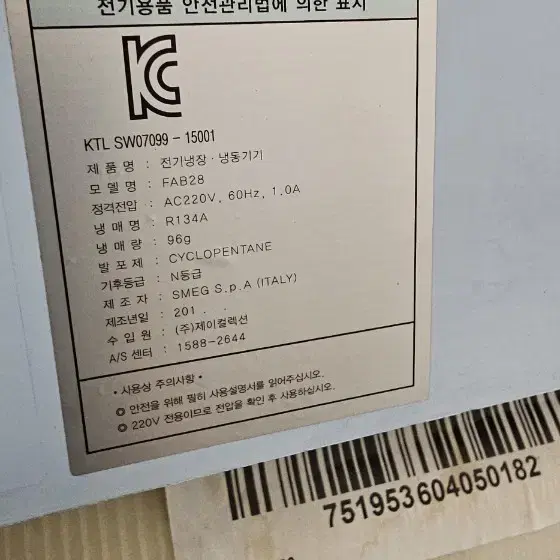 전기용품 안전관리법에 의한 표시
KTL SW07099 - 15001
제 품 명 : 전기냉장 · 냉동기기
모 델 명 : FAB28
정격전압 : AC220V, 60Hz, 1.0A
냉 매 명 : R134A
냉 매 량 : 96g
발 포 제 : CYCLOPENTANE
기후등급 : N등급
제 조 자 : SMEG S.p.A (ITALY)
제조년일 : 201 . .
수 입 원 : (주)제이컬렉션
A/S 센터 : 1588-2644
• 사용상 주의사항 •
◎ 안전을 위해 필히 사용설명서를 읽어주십시오.
◎ 220V 전용이므로 전압을 확인 후 사용하십시오.
751953604050182